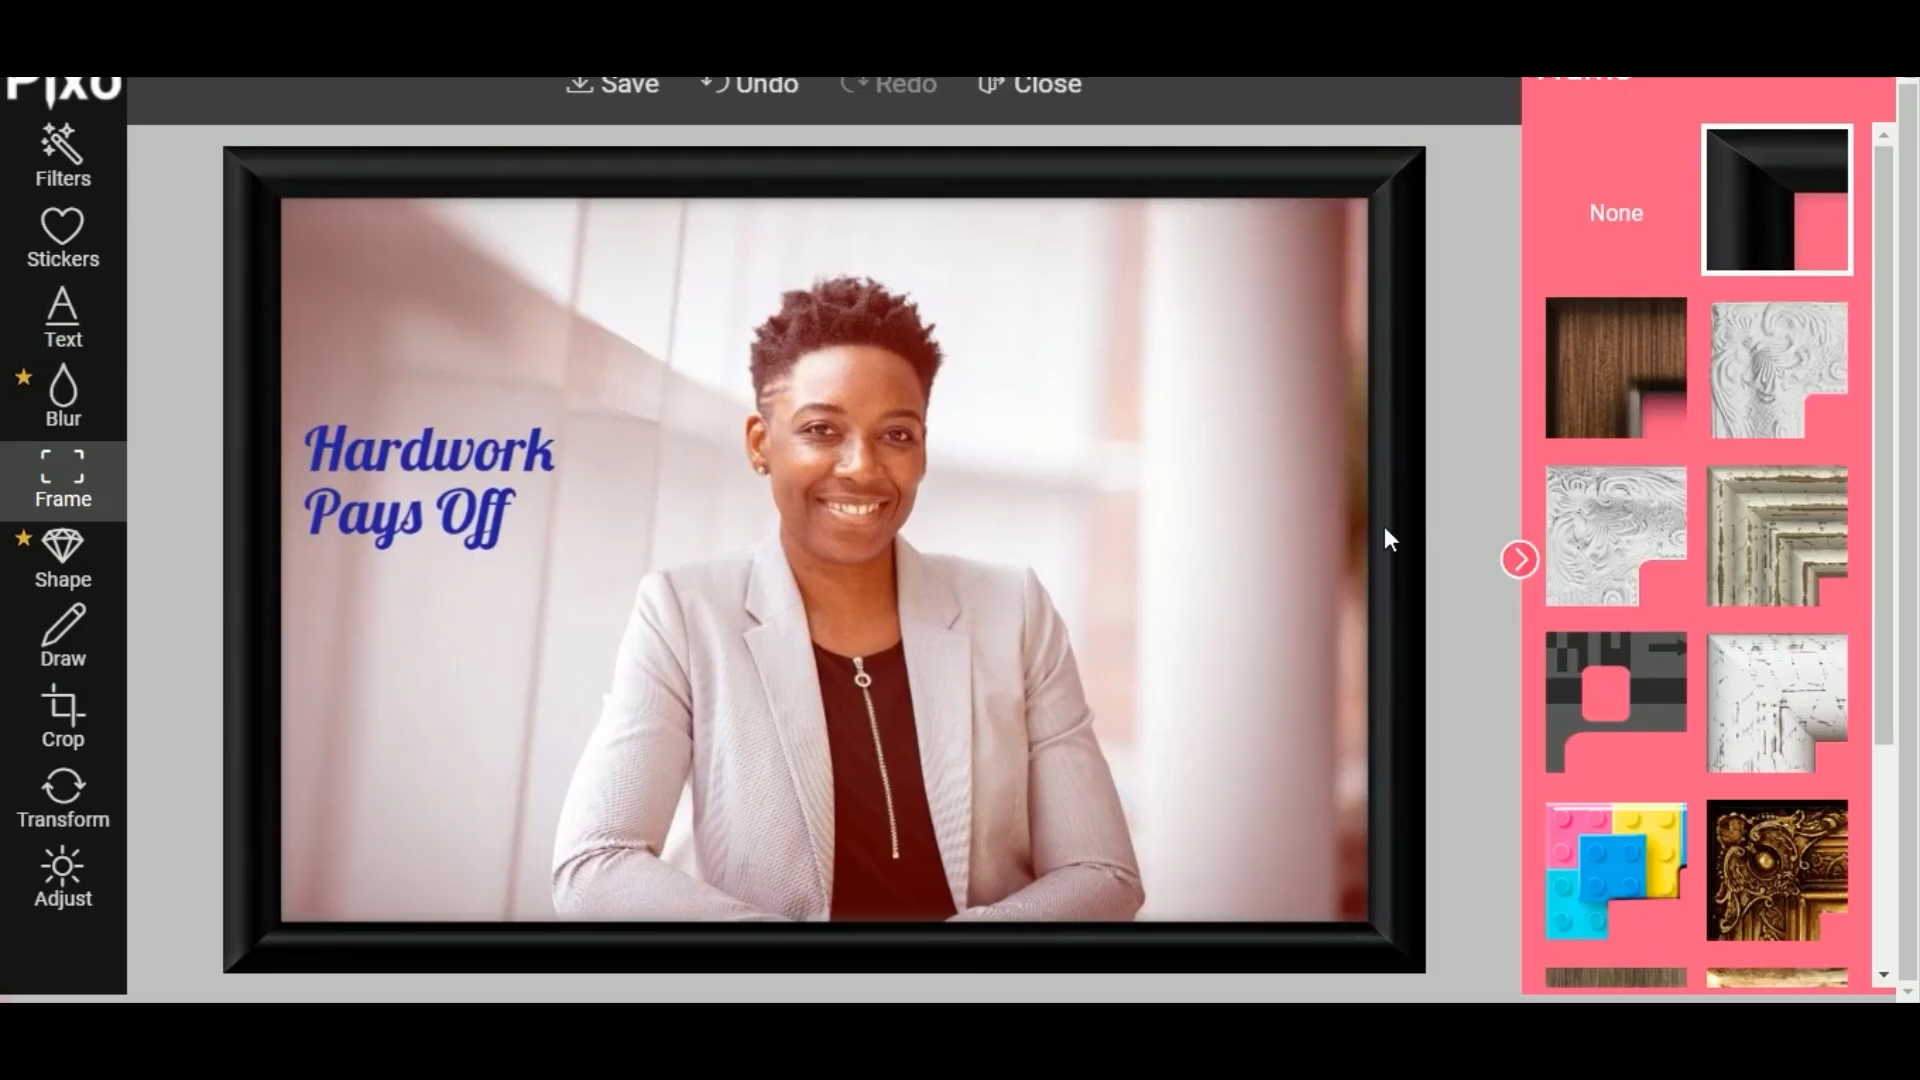 Pixo
Save
Undo
Redo
Close
Frame
Filters
Stickers
Text
Blur
Frame
Shape
Draw
Crop
Transform
Adjust
Hardwork
Pays Off
None